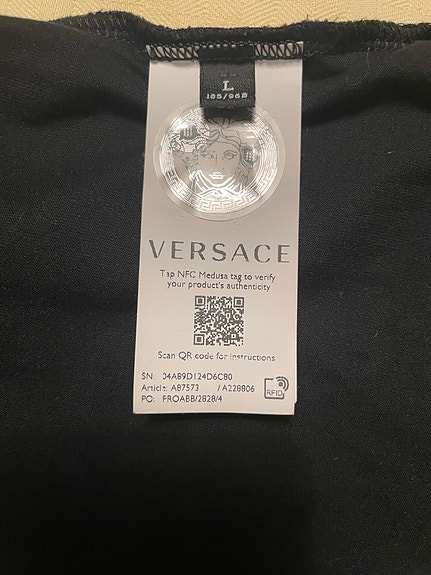 L
185/96B
VERSACE
Tap NFC Medusa tag to verify
your product's authenticity
Scan QR code for instructions
SN: 04A89D124D6C80
Article: A87573 /A228806
PO: PROABB/2828/4
RFID